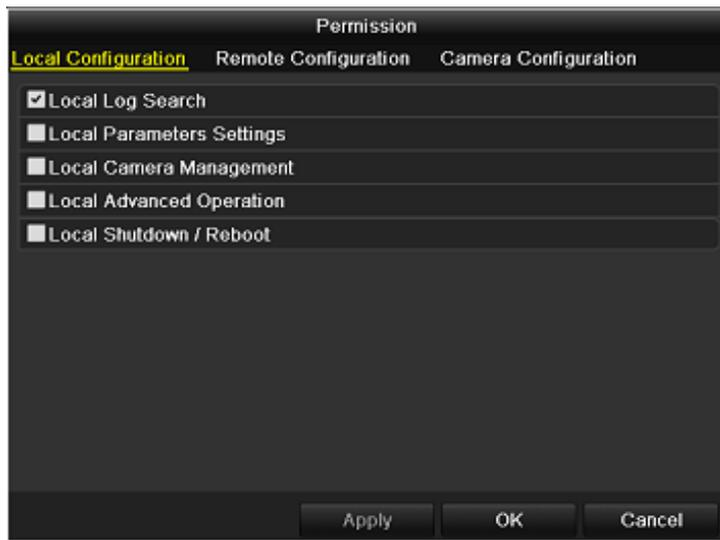 Permission
Local Configuration Remote Configuration Camera Configuration
Local Log Search
Local Parameters Settings
Local Camera Management
Local Advanced Operation
Local Shutdown / Reboot
Apply OK Cancel